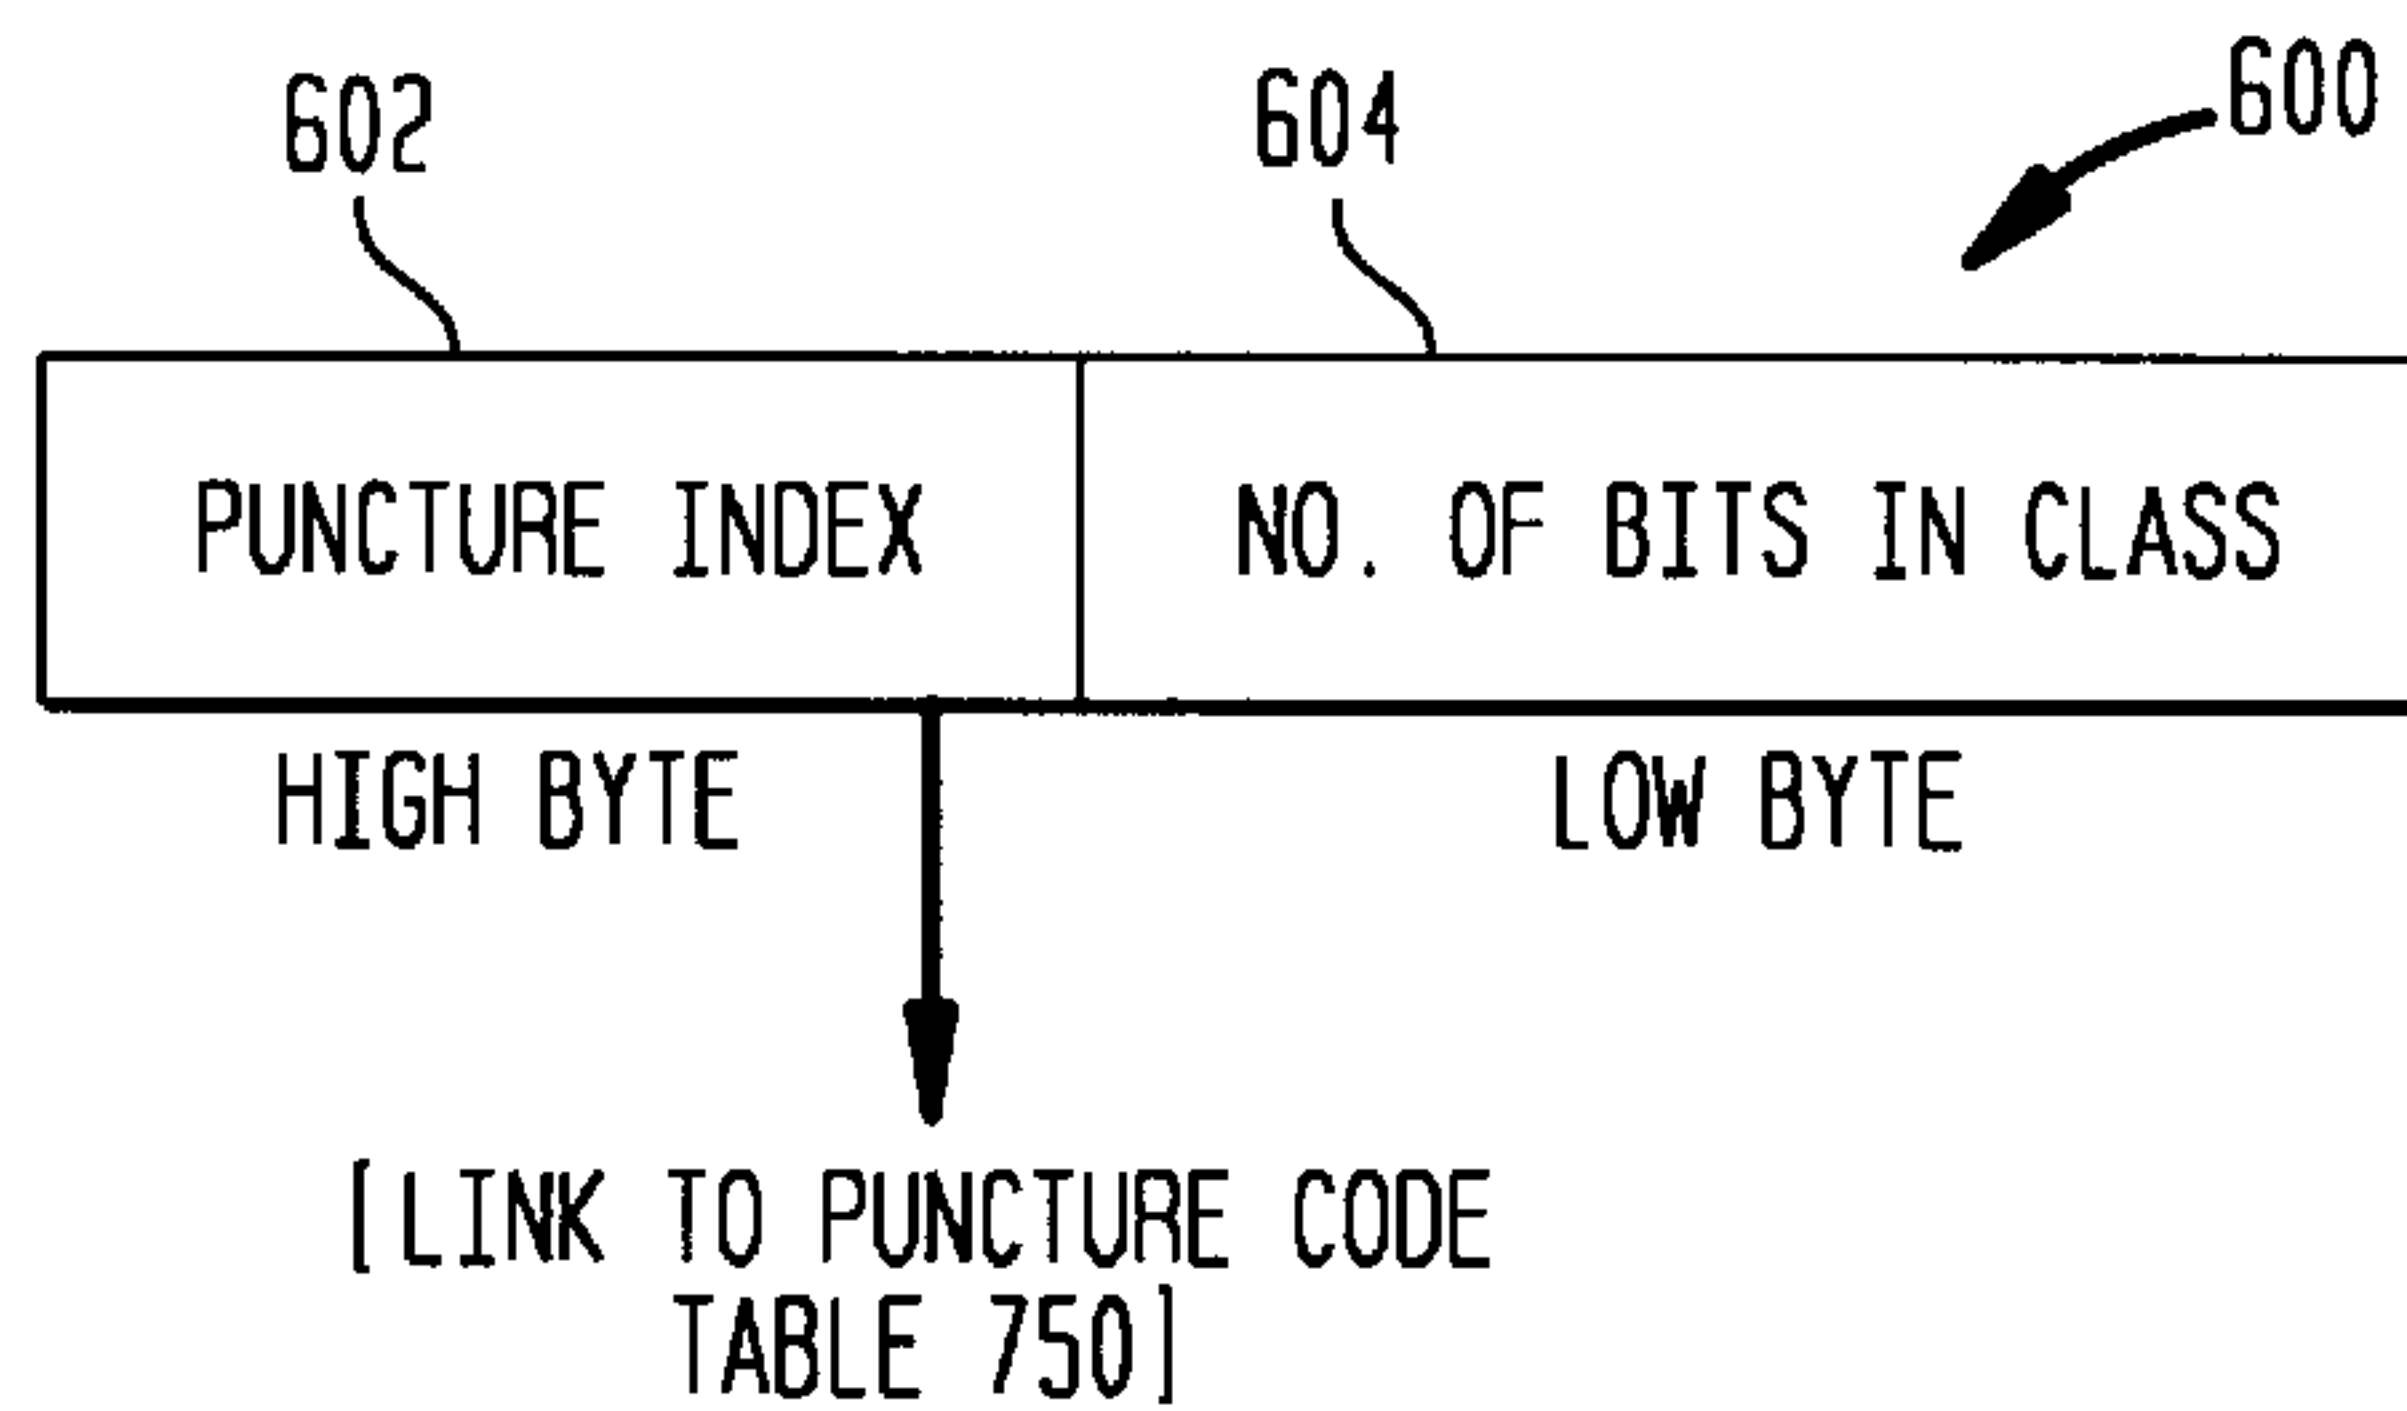 600
602
604
PUNCTURE INDEX
NO. OF BITS IN CLASS
HIGH BYTE
LOW BYTE
[LINK TO PUNCTURE CODE
TABLE 750]